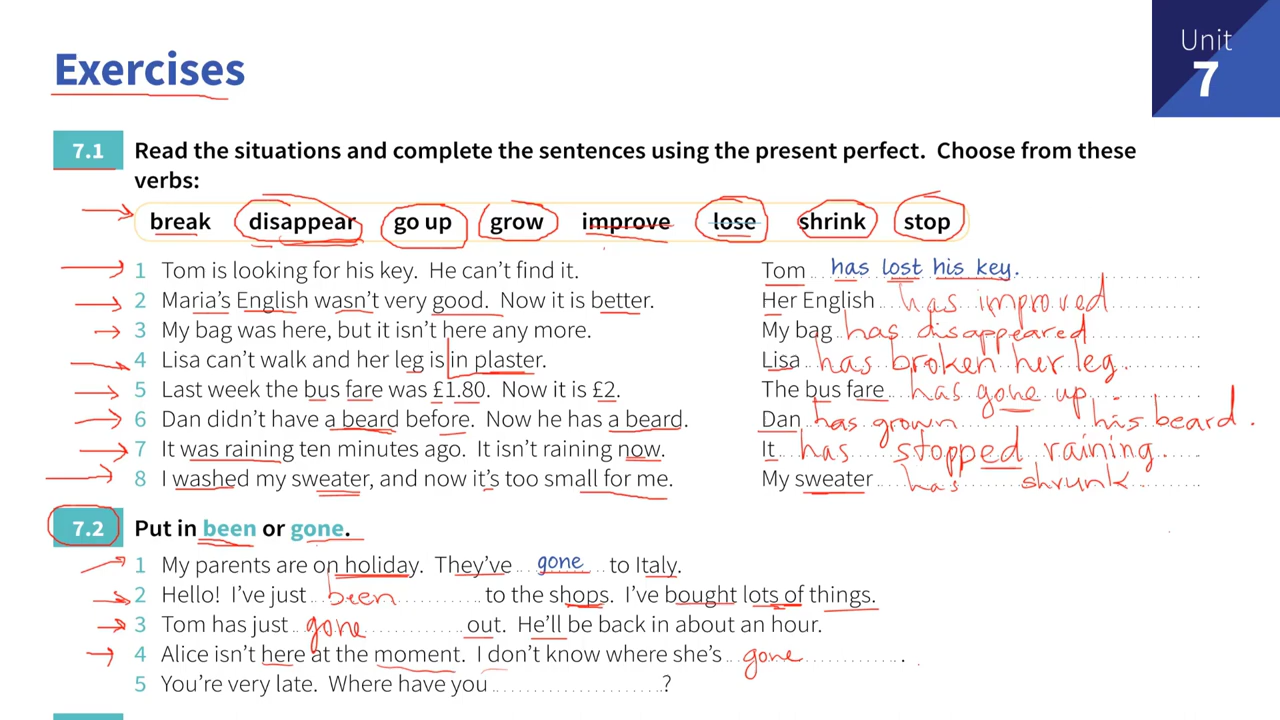 Exercises
Unit
7
7.1 Read the situations and complete the sentences using the present perfect. Choose from these
verbs:
break disappear go up grow improve lose shrink stop
1 Tom is looking for his key. He can't find it. Tom has lost his key.
2 Maria's English wasn't very good. Now it is better. Her English has improved
3 My bag was here, but it isn't here any more. My bag has disappeared
4 Lisa can't walk and her leg is in plaster. Lisa has broken her leg.
5 Last week the bus fare was £1.80. Now it is £2. The bus fare has gone up.
6 Dan didn't have a beard before. Now he has a beard. Dan has grown his beard.
7 It was raining ten minutes ago. It isn't raining now. It has stopped raining.
8 I washed my sweater, and now it's too small for me. My sweater has shrunk
7.2 Put in been or gone.
1 My parents are on holiday. They've gone to Italy.
2 Hello! I've just been to the shops. I've bought lots of things.
3 Tom has just gone out. He'll be back in about an hour.
4 Alice isn't here at the moment. I don't know where she's gone .
5 You're very late. Where have you ?